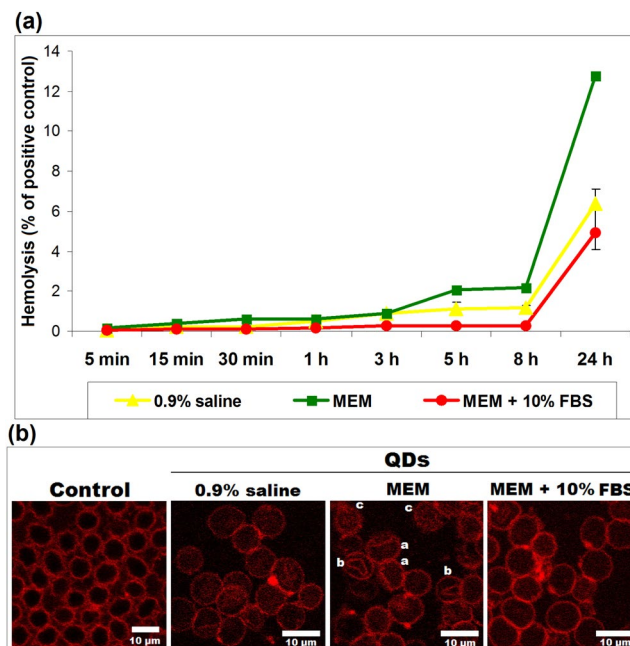 (a)
Hemolysis (% of positive control)
14
12
10
8
6
4
2
0
5 min 15 min 30 min 1 h 3 h 5 h 8 h 24 h
0.9% saline MEM MEM + 10% FBS
(b)
QDs
Control 0.9% saline MEM MEM + 10% FBS
c c
a
a
b b
10 µm 10 µm 10 µm 10 µm